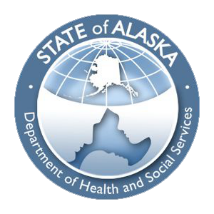 STATE of ALASKA
Department of Health and Social Services